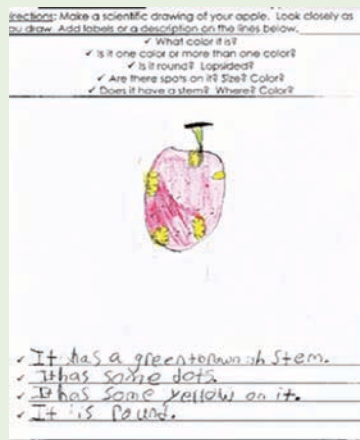 irections: Make a scientific drawing of your apple. Look closely as
ou draw. Add labels or a description on the lines below.
✓ What color it is?
✓ Is it one color or more than one color?
✓ Is it round? Lopsided?
✓ Are there spots on it? Size? Color?
✓ Does it have a stem? Where? Color?
✓ It has a green brown ish stem.
✓ It has some dots.
✓ It has some yellow on it.
✓ It is round.